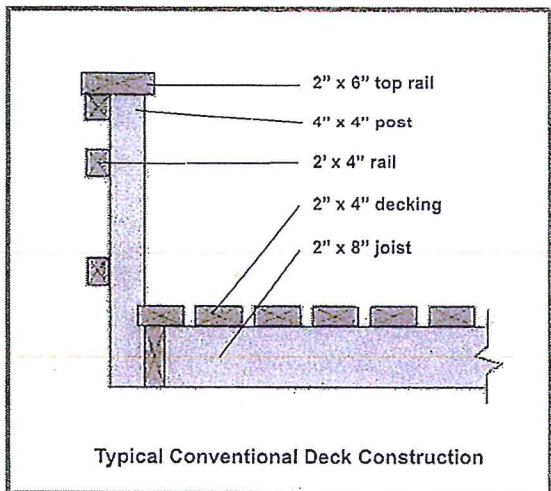 2” x 6” top rail
4” x 4” post
2’ x 4” rail
2” x 4” decking
2” x 8” joist
Typical Conventional Deck Construction